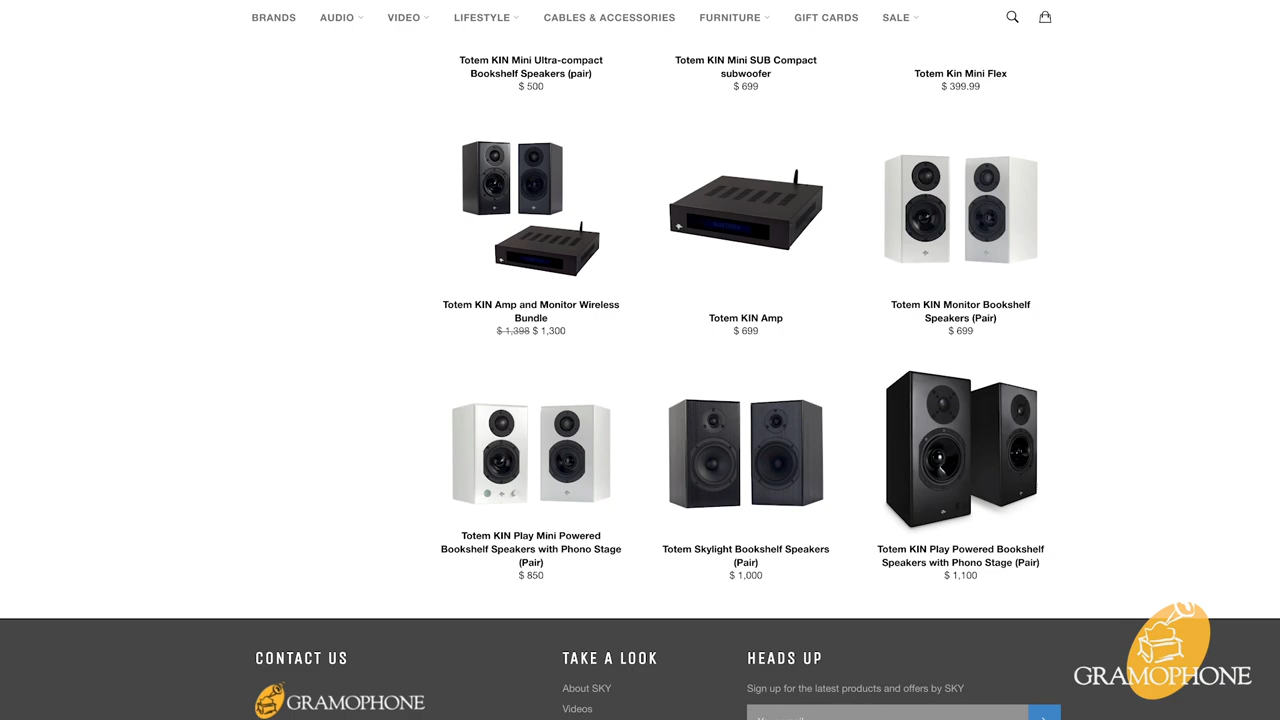 BRANDS AUDIO VIDEO LIFESTYLE CABLES & ACCESSORIES FURNITURE GIFT CARDS SALE
Totem KIN Mini Ultra-compact
Bookshelf Speakers (pair)
$ 500
Totem KIN Mini SUB Compact
subwoofer
$ 699
Totem Kin Mini Flex
$ 399.99
Totem KIN Amp and Monitor Wireless
Bundle
$ 1,398 $ 1,300
Totem KIN Amp
$ 699
Totem KIN Monitor Bookshelf
Speakers (Pair)
$ 699
Totem KIN Play Mini Powered
Bookshelf Speakers with Phono Stage
(Pair)
$ 850
Totem Skylight Bookshelf Speakers
(Pair)
$ 1,000
Totem KIN Play Powered Bookshelf
Speakers with Phono Stage (Pair)
$ 1,100
CONTACT US
GRAMOPHONE
TAKE A LOOK
About SKY
Videos
HEADS UP
Sign up for the latest products and offers by SKY
Your email
GRAMOPHONE